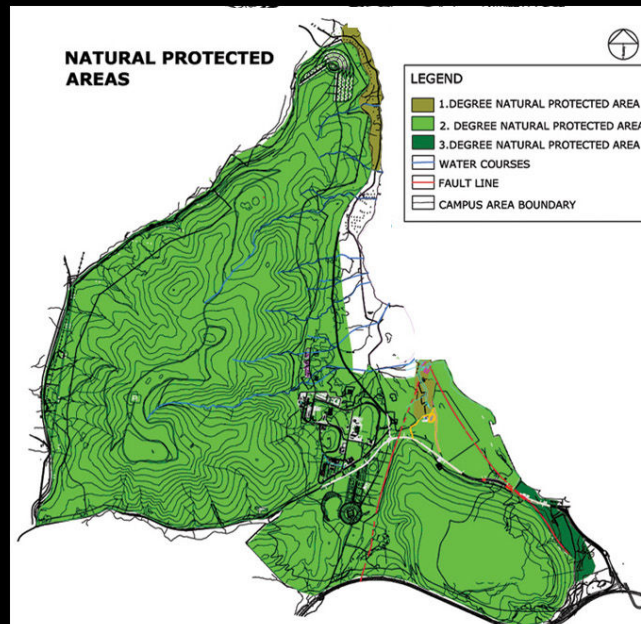 NATURAL PROTECTED
AREAS
LEGEND
1.DEGREE NATURAL PROTECTED AREA
2. DEGREE NATURAL PROTECTED AREA
3.DEGREE NATURAL PROTECTED AREA
WATER COURSES
FAULT LINE
CAMPUS AREA BOUNDARY